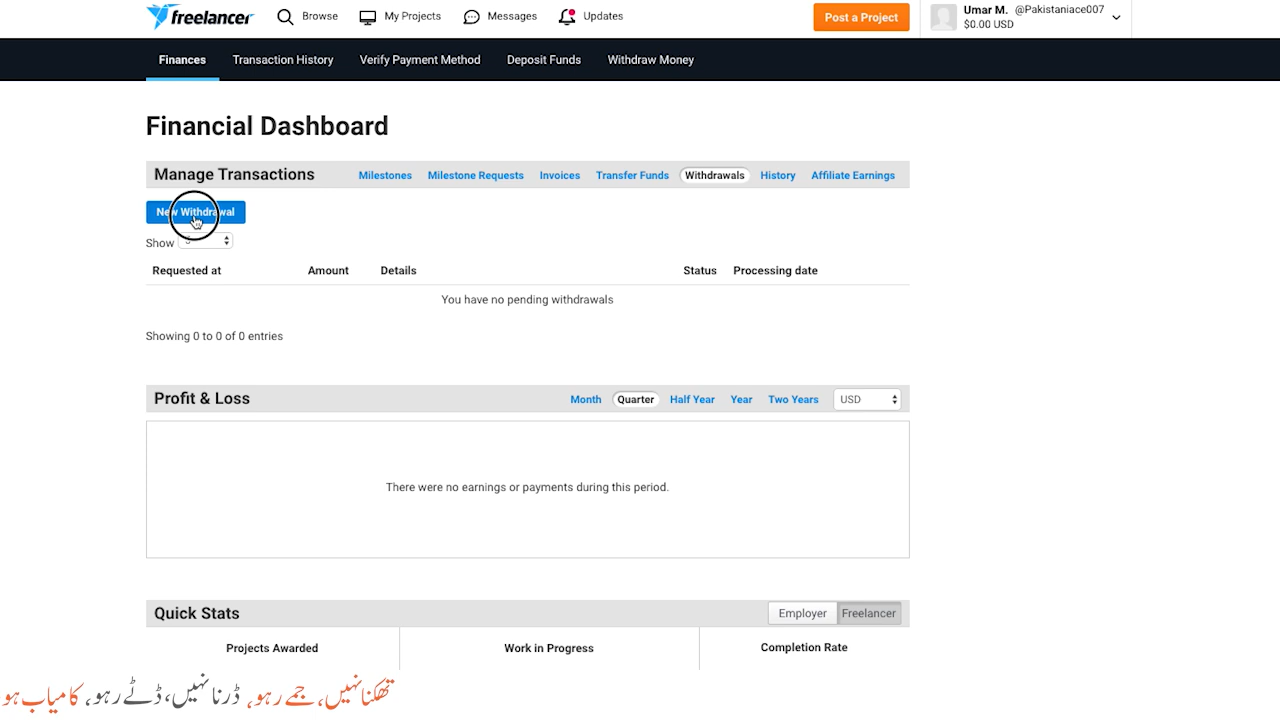 freelancer Browse My Projects Messages Updates Post a Project Umar M. @Pakistaniace007
$0.00 USD
Finances Transaction History Verify Payment Method Deposit Funds Withdraw Money
Financial Dashboard
Manage Transactions Milestones Milestone Requests Invoices Transfer Funds Withdrawals History Affiliate Earnings
New Withdrawal
Show
Requested at Amount Details Status Processing date
You have no pending withdrawals
Showing 0 to 0 of 0 entries
Profit & Loss Month Quarter Half Year Year Two Years USD
There were no earnings or payments during this period.
Quick Stats Employer Freelancer
Projects Awarded Work in Progress Completion Rate
تھکنا نہیں، جمے رہو، ڈرنا نہیں، ڈٹے رہو، کامیاب ہو